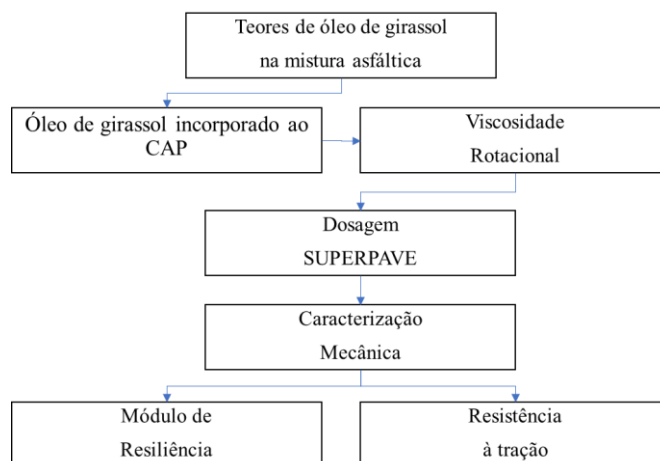 Teores de óleo de girassol
na mistura asfáltica
Óleo de girassol incorporado ao
CAP
Viscosidade
Rotacional
Dosagem
SUPERPAVE
Caracterização
Mecânica
Módulo de
Resiliência
Resistência
à tração